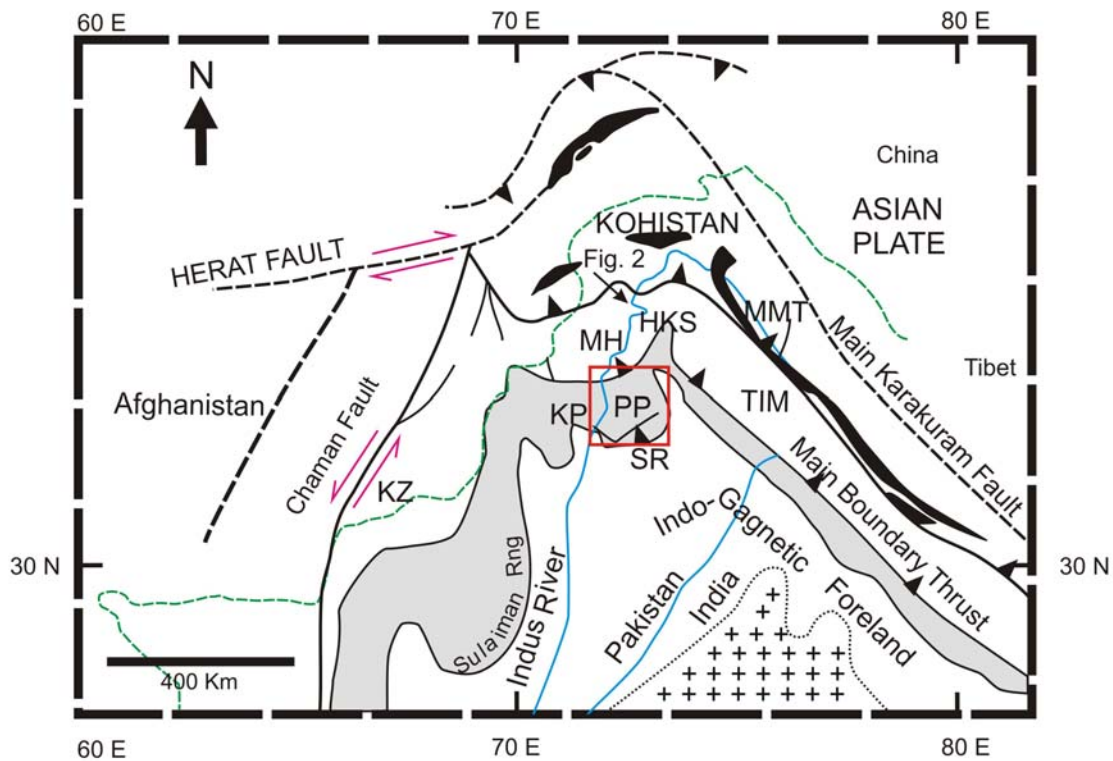 60 E
70 E
80 E
N
China
ASIAN
PLATE
KOHISTAN
HERAT FAULT
Fig. 2
MMT
HKS
MH
Main Karakuram Fault
Tibet
Afghanistan
TIM
KP
PP
SR
Chaman Fault
KZ
Main Boundary Thrust
Indo-Gagnetic
Foreland
30 N
30 N
Sulaiman Rng
Indus River
Pakistan
India
400 Km
60 E
70 E
80 E